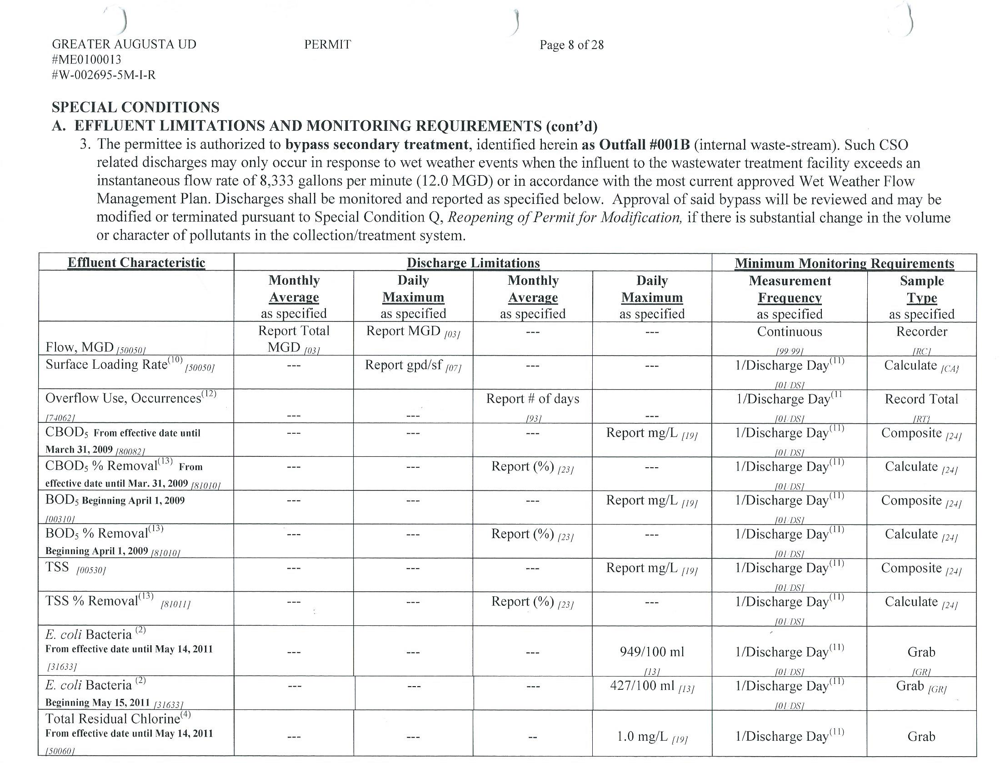 GREATER AUGUSTA UD PERMIT Page 8 of 28
#ME0100013
#W-002695-5M-I-R
SPECIAL CONDITIONS
A. EFFLUENT LIMITATIONS AND MONITORING REQUIREMENTS (cont'd)
3. The permittee is authorized to bypass secondary treatment, identified herein as Outfall #001B (internal waste-stream). Such CSO
related discharges may only occur in response to wet weather events when the influent to the wastewater treatment facility exceeds an
instantaneous flow rate of 8,333 gallons per minute (12.0 MGD) or in accordance with the most current approved Wet Weather Flow
Management Plan. Discharges shall be monitored and reported as specified below. Approval of said bypass will be reviewed and may be
modified or terminated pursuant to Special Condition Q, Reopening of Permit for Modification, if there is substantial change in the volume
or character of pollutants in the collection/treatment system.
Effluent Characteristic Discharge Limitations Minimum Monitoring Requirements
Monthly Daily Monthly Daily Measurement Sample
Average Maximum Average Maximum Frequency Type
as specified as specified as specified as specified as specified as specified
Report Total Report MGD [03] --- --- Continuous Recorder
Flow, MGD [50050] MGD [03] [99/99] [RC]
Surface Loading Rate(10) [50050] --- Report gpd/sf [07] --- --- 1/Discharge Day(11) Calculate [CA}
[01/DS]
Overflow Use, Occurrences(12) Report # of days 1/Discharge Day(11 Record Total
[74062] --- --- [93] --- [01/DS] [RT}
CBOD5 From effective date until --- --- --- Report mg/L [19] 1/Discharge Day(11) Composite [24]
March 31, 2009 [80082] [01/DS]
CBOD5 % Removal(13) From --- --- Report (%) [23] --- 1/Discharge Day(11) Calculate [24]
effective date until Mar. 31, 2009 [81010] [01/DS]
BOD5 Beginning April 1, 2009 --- --- --- Report mg/L [19] 1/Discharge Day(11) Composite [24]
[00310] [01/DS]
BOD5 % Removal(13) --- --- Report (%) [23] --- 1/Discharge Day(11) Calculate [24]
Beginning April 1, 2009 [81010] [01/DS]
TSS [00530] --- --- --- Report mg/L [19] 1/Discharge Day(11) Composite [24]
[01/DS]
TSS % Removal(13) [81011] --- --- Report (%) [23] --- 1/Discharge Day(11) Calculate [24]
[01/DS]
E. coli Bacteria (2)
From effective date until May 14, 2011 --- --- --- 949/100 ml 1/Discharge Day(11) Grab
[31633] [13] [01/DS] [GR]
E. coli Bacteria (2) --- --- --- 427/100 ml [13] 1/Discharge Day(11) Grab [GR]
Beginning May 15, 2011 [31633] [01/DS]
Total Residual Chlorine(4)
From effective date until May 14, 2011 --- --- -- 1.0 mg/L [19] 1/Discharge Day(11) Grab
[50060]